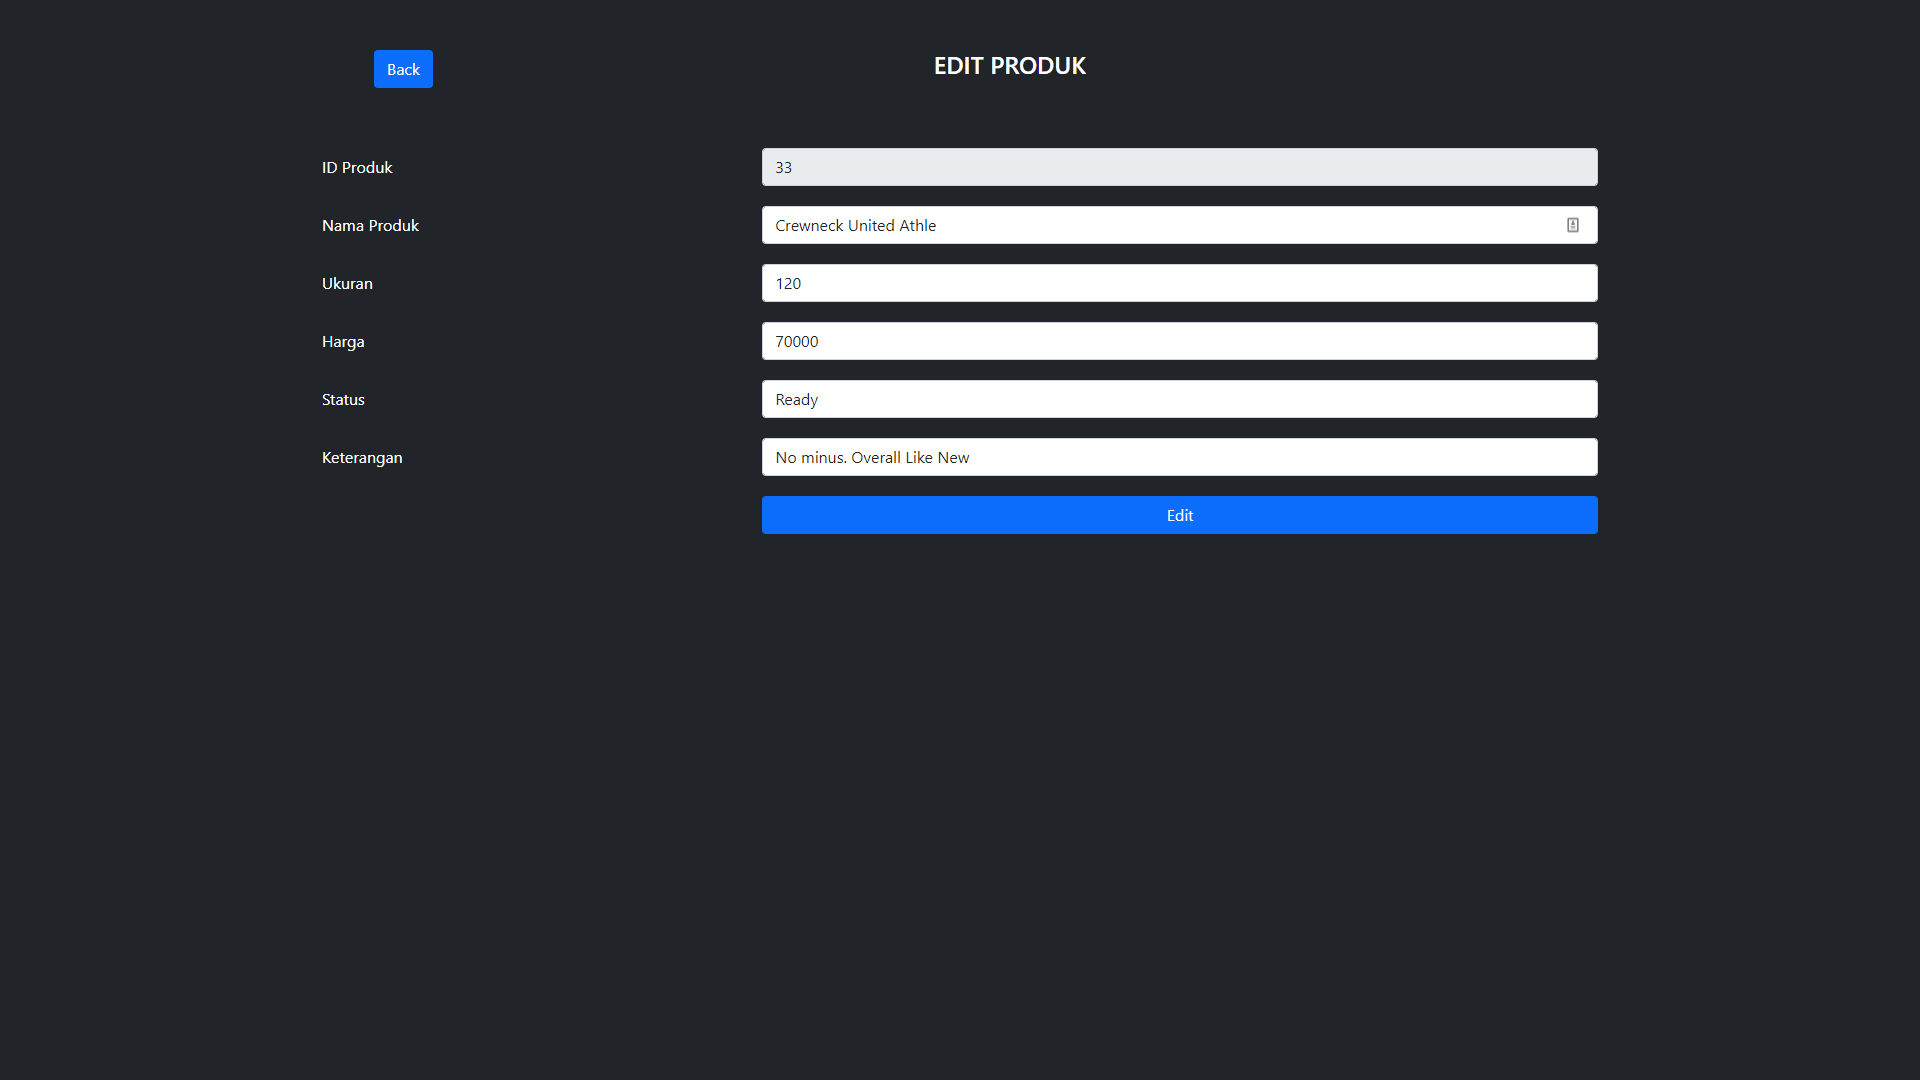 Back
EDIT PRODUK
ID Produk
33
Nama Produk
Crewneck United Athle
Ukuran
120
Harga
70000
Status
Ready
Keterangan
No minus. Overall Like New
Edit